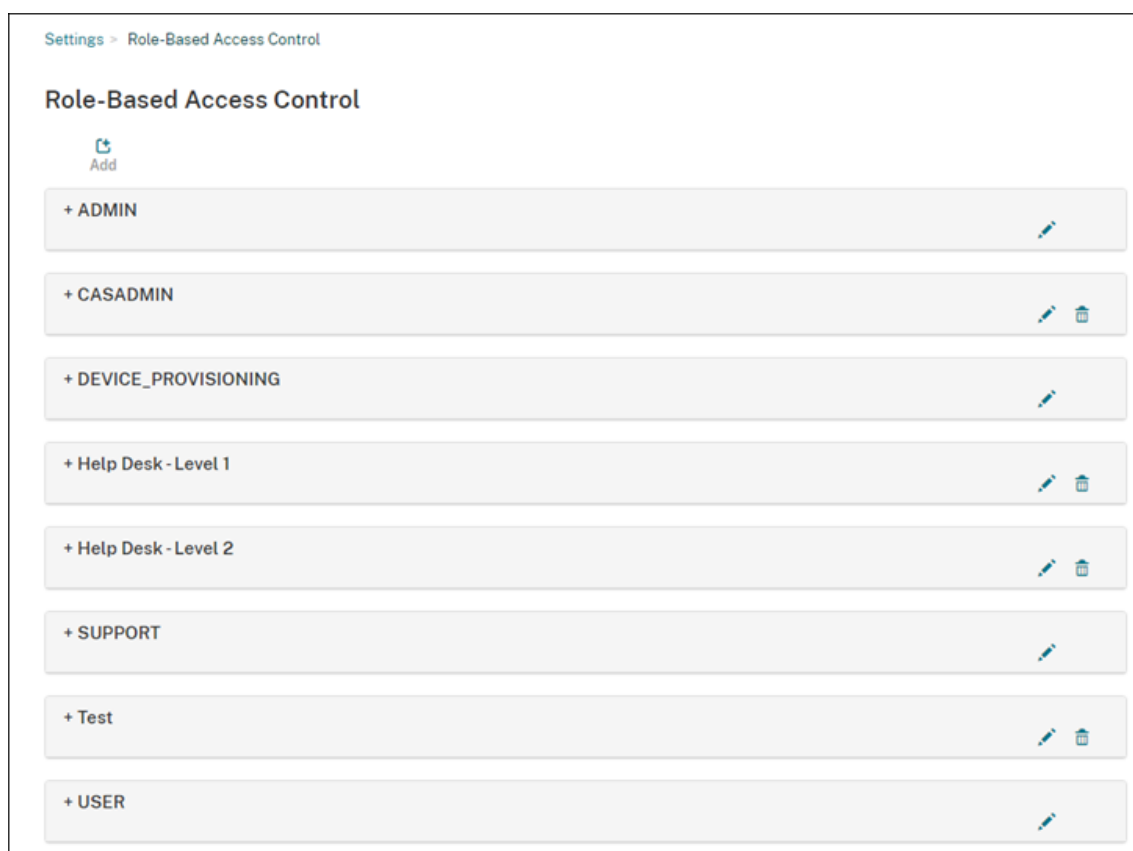 Settings > Role-Based Access Control
Role-Based Access Control
Add
+ ADMIN
+ CASADMIN
+ DEVICE_PROVISIONING
+ Help Desk - Level 1
+ Help Desk - Level 2
+ SUPPORT
+ Test
+ USER